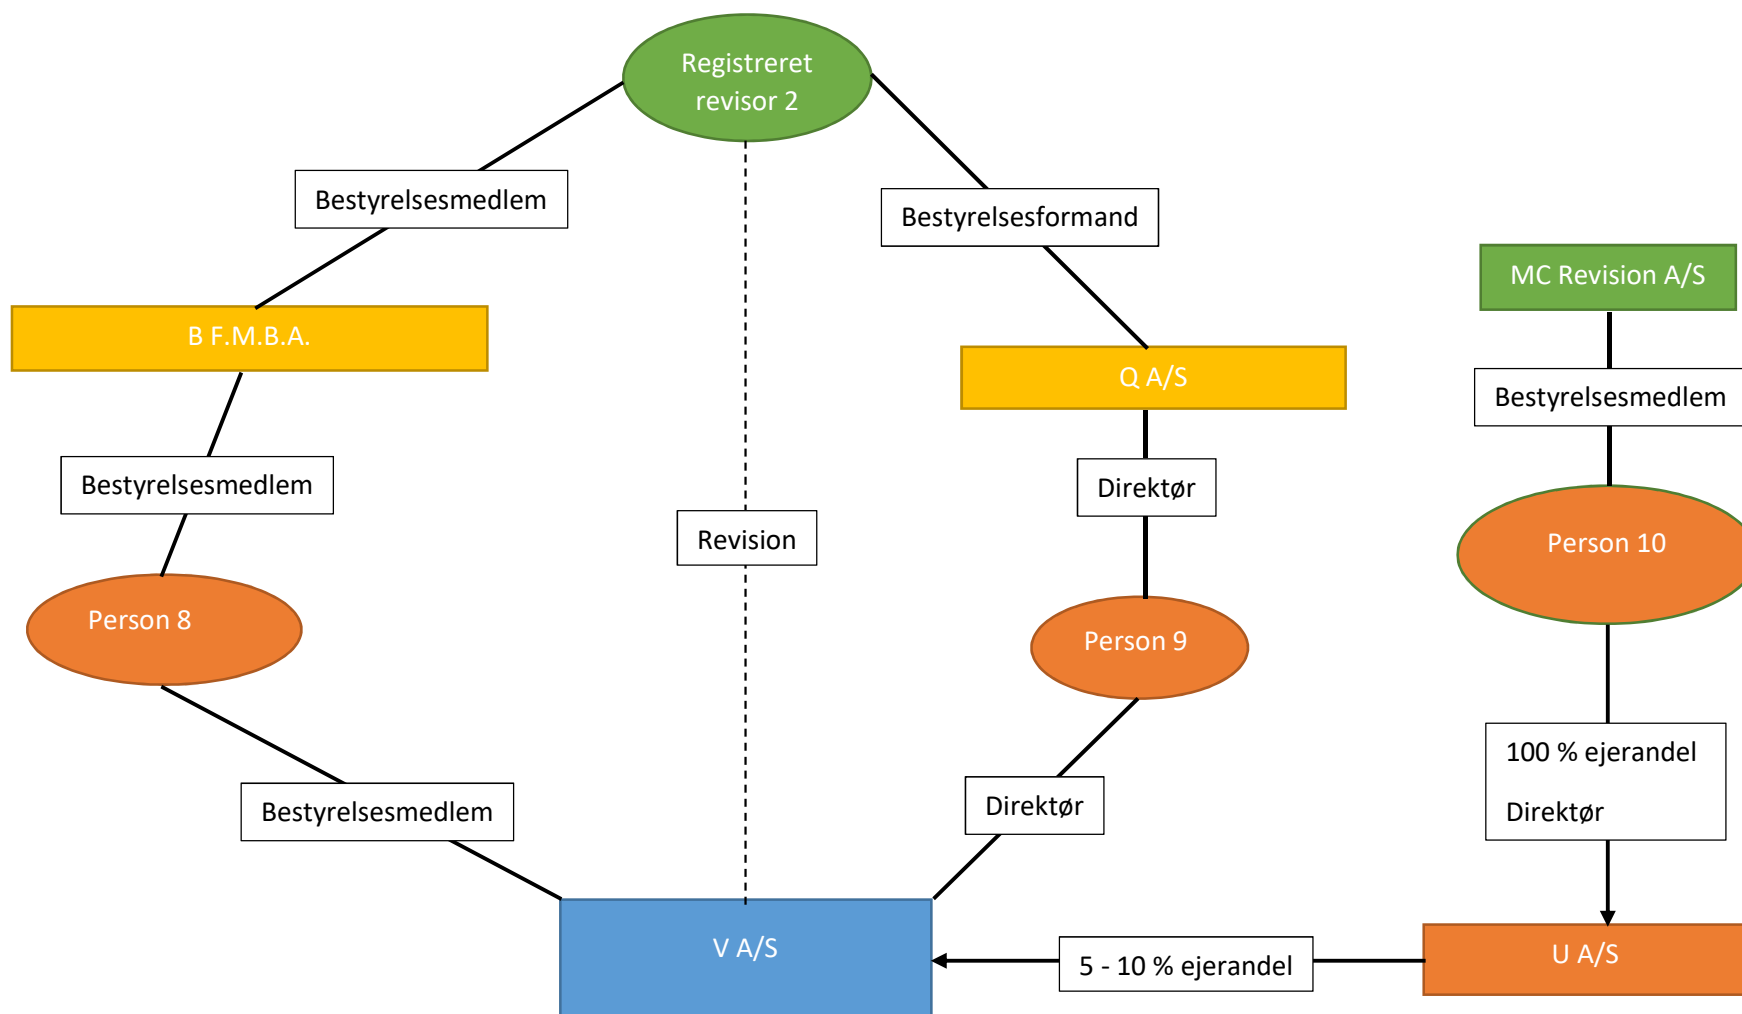 Registreret
revisor 2
Bestyrelsesmedlem
Bestyrelsesformand
MC Revision A/S
B F.M.B.A.
Q A/S
Bestyrelsesmedlem
Bestyrelsesmedlem
Direktør
Revision
Person 10
Person 8
Person 9
100 % ejerandel
Direktør
Bestyrelsesmedlem
Direktør
V A/S
5 - 10 % ejerandel
U A/S